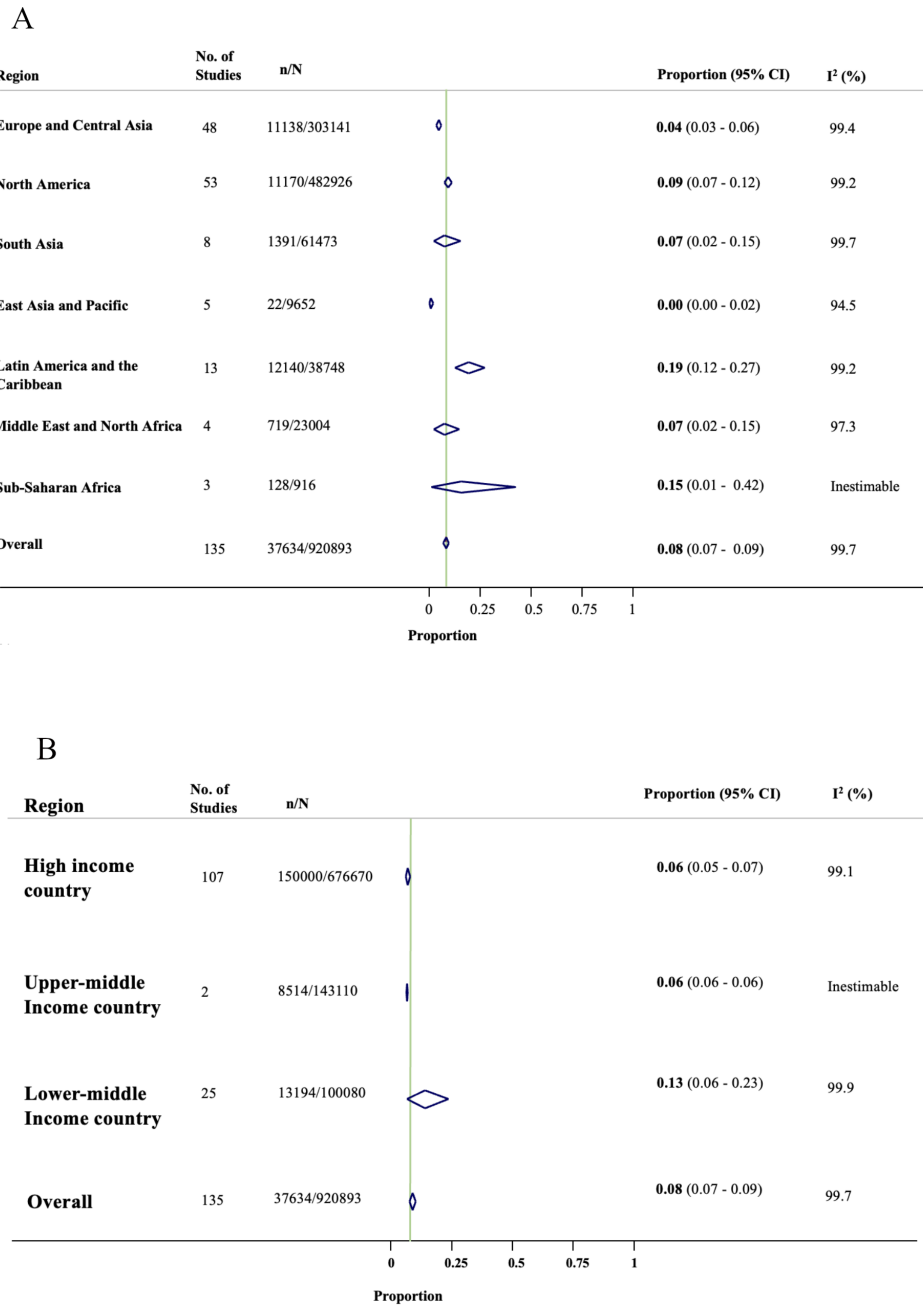 A
Region No. of Studies n/N Proportion (95% CI) I² (%)
Europe and Central Asia 48 11138/303141 0.04 (0.03 - 0.06) 99.4
North America 53 11170/482926 0.09 (0.07 - 0.12) 99.2
South Asia 8 1391/61473 0.07 (0.02 - 0.15) 99.7
East Asia and Pacific 5 22/9652 0.00 (0.00 - 0.02) 94.5
Latin America and the Caribbean 13 12140/38748 0.19 (0.12 - 0.27) 99.2
Middle East and North Africa 4 719/23004 0.07 (0.02 - 0.15) 97.3
Sub-Saharan Africa 3 128/916 0.15 (0.01 - 0.42) Inestimable
Overall 135 37634/920893 0.08 (0.07 - 0.09) 99.7
0 0.25 0.5 0.75 1
Proportion
B
Region No. of Studies n/N Proportion (95% CI) I² (%)
High income country 107 150000/676670 0.06 (0.05 - 0.07) 99.1
Upper-middle Income country 2 8514/143110 0.06 (0.06 - 0.06) Inestimable
Lower-middle Income country 25 13194/100080 0.13 (0.06 - 0.23) 99.9
Overall 135 37634/920893 0.08 (0.07 - 0.09) 99.7
0 0.25 0.5 0.75 1
Proportion